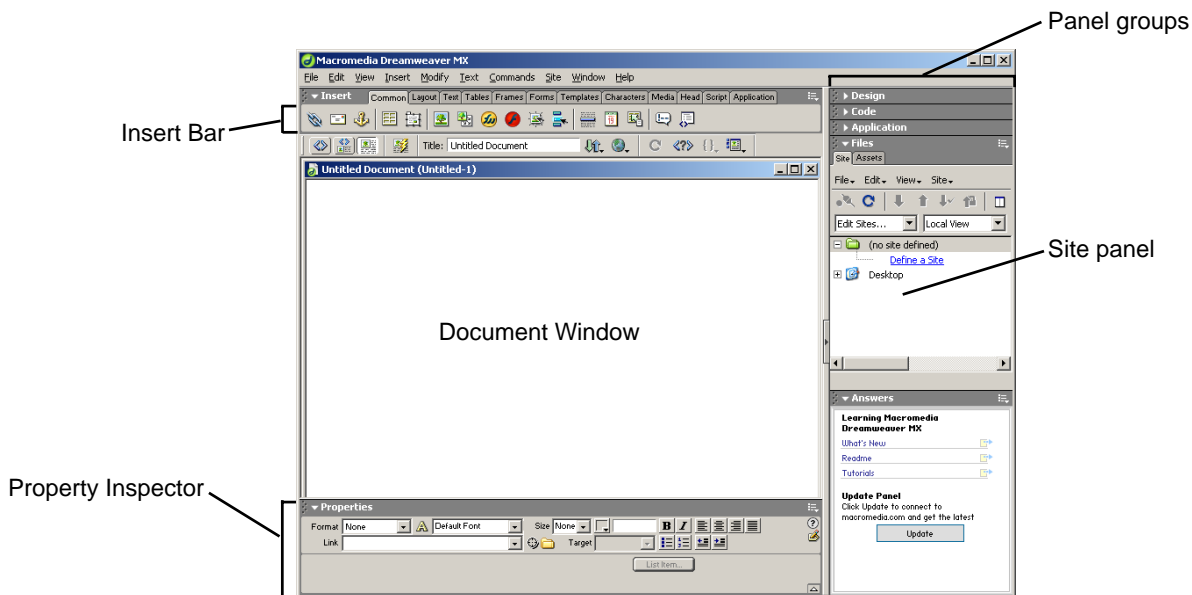 Panel groups
Macromedia Dreamweaver MX
File Edit View Insert Modify Text Commands Site Window Help
Insert Common Layout Text Tables Frames Forms Templates Characters Media Head Script Application
Insert Bar
Title: Untitled Document
Untitled Document (Untitled-1)
Document Window
Design
Code
Application
Files
Site Assets
File Edit View Site
Edit Sites... Local View
(no site defined)
Define a Site
Desktop
Site panel
Answers
Learning Macromedia
Dreamweaver MX
What's New
Readme
Tutorials
Update Panel
Click Update to connect to
macromedia.com and get the latest
Update
Property Inspector
Properties
Format None Default Font Size None B I
Link Target
List Item...